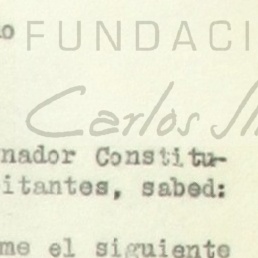 o
FUNDACI
Carlos
nador Constitu-
itantes, sabed:
me el siguiente